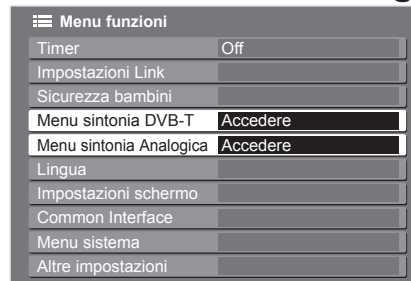 Menu funzioni
Timer Off
Impostazioni Link
Sicurezza bambini
Menu sintonia DVB-T Accedere
Menu sintonia Analogica Accedere
Lingua
Impostazioni schermo
Common Interface
Menu sistema
Altre impostazioni